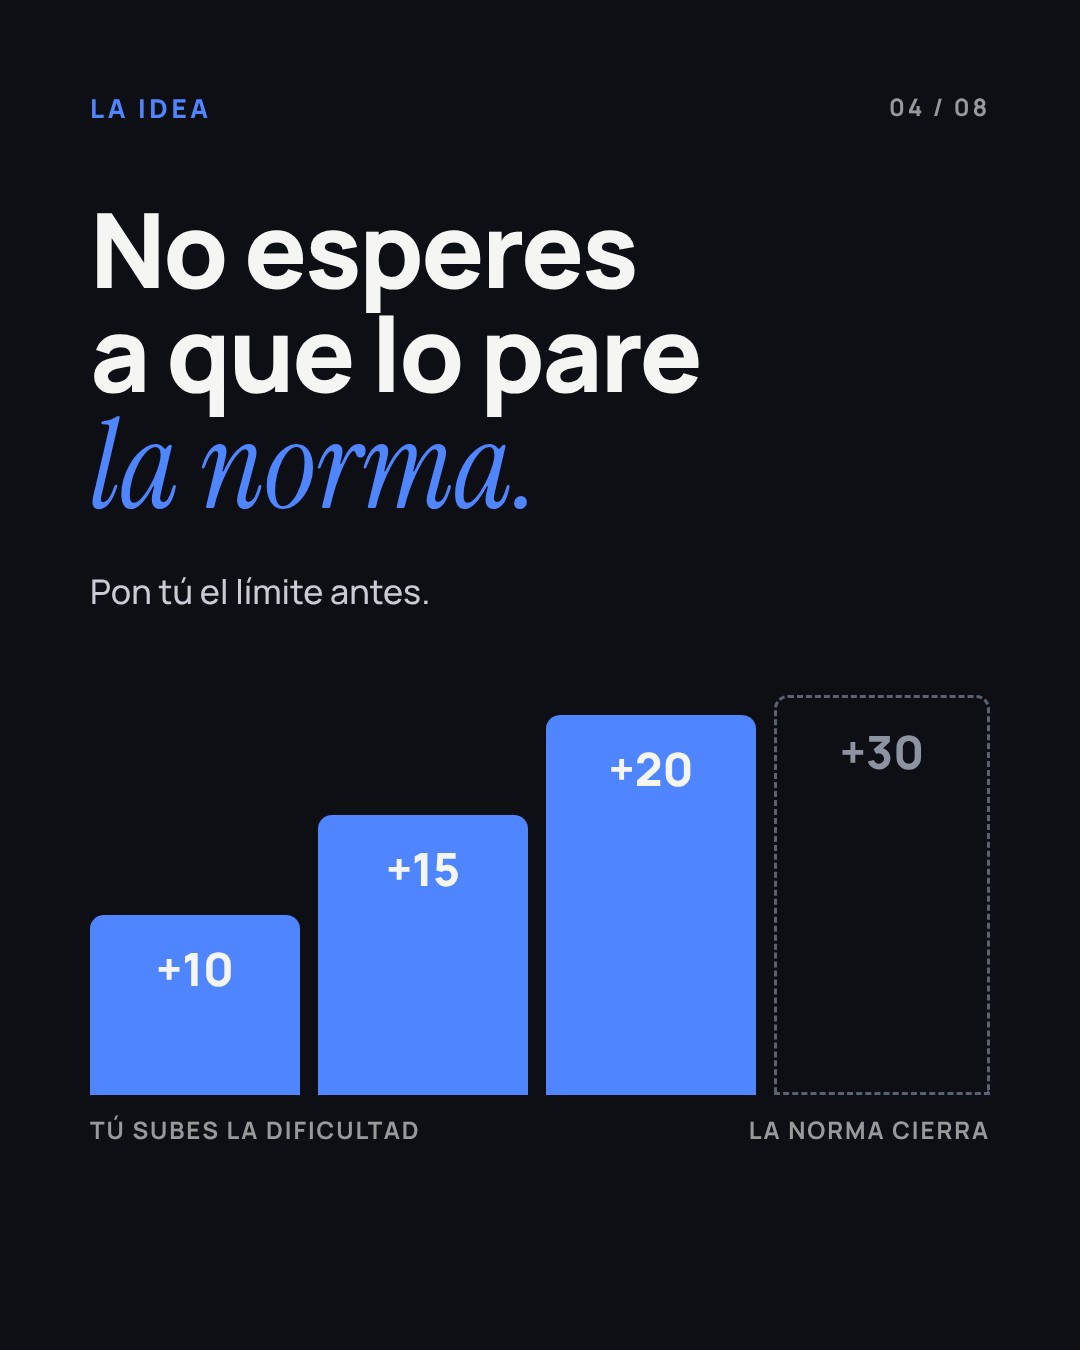 LA IDEA
04 / 08
No esperes
a que lo pare
la norma.
Pon tú el límite antes.
+10
+15
+20
+30
TÚ SUBES LA DIFICULTAD
LA NORMA CIERRA